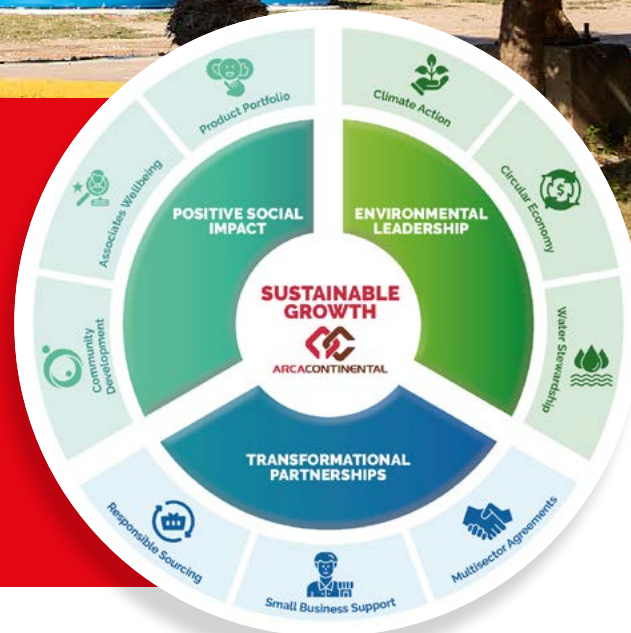 Product Portfolio
Climate Action
Associates Wellbeing
Circular Economy
POSITIVE SOCIAL
IMPACT
ENVIRONMENTAL
LEADERSHIP
SUSTAINABLE
GROWTH
ARCACONTINENTAL
Community
Development
Water Stewardship
TRANSFORMATIONAL
PARTNERSHIPS
Responsible Sourcing
Small Business Support
Multisector Agreements